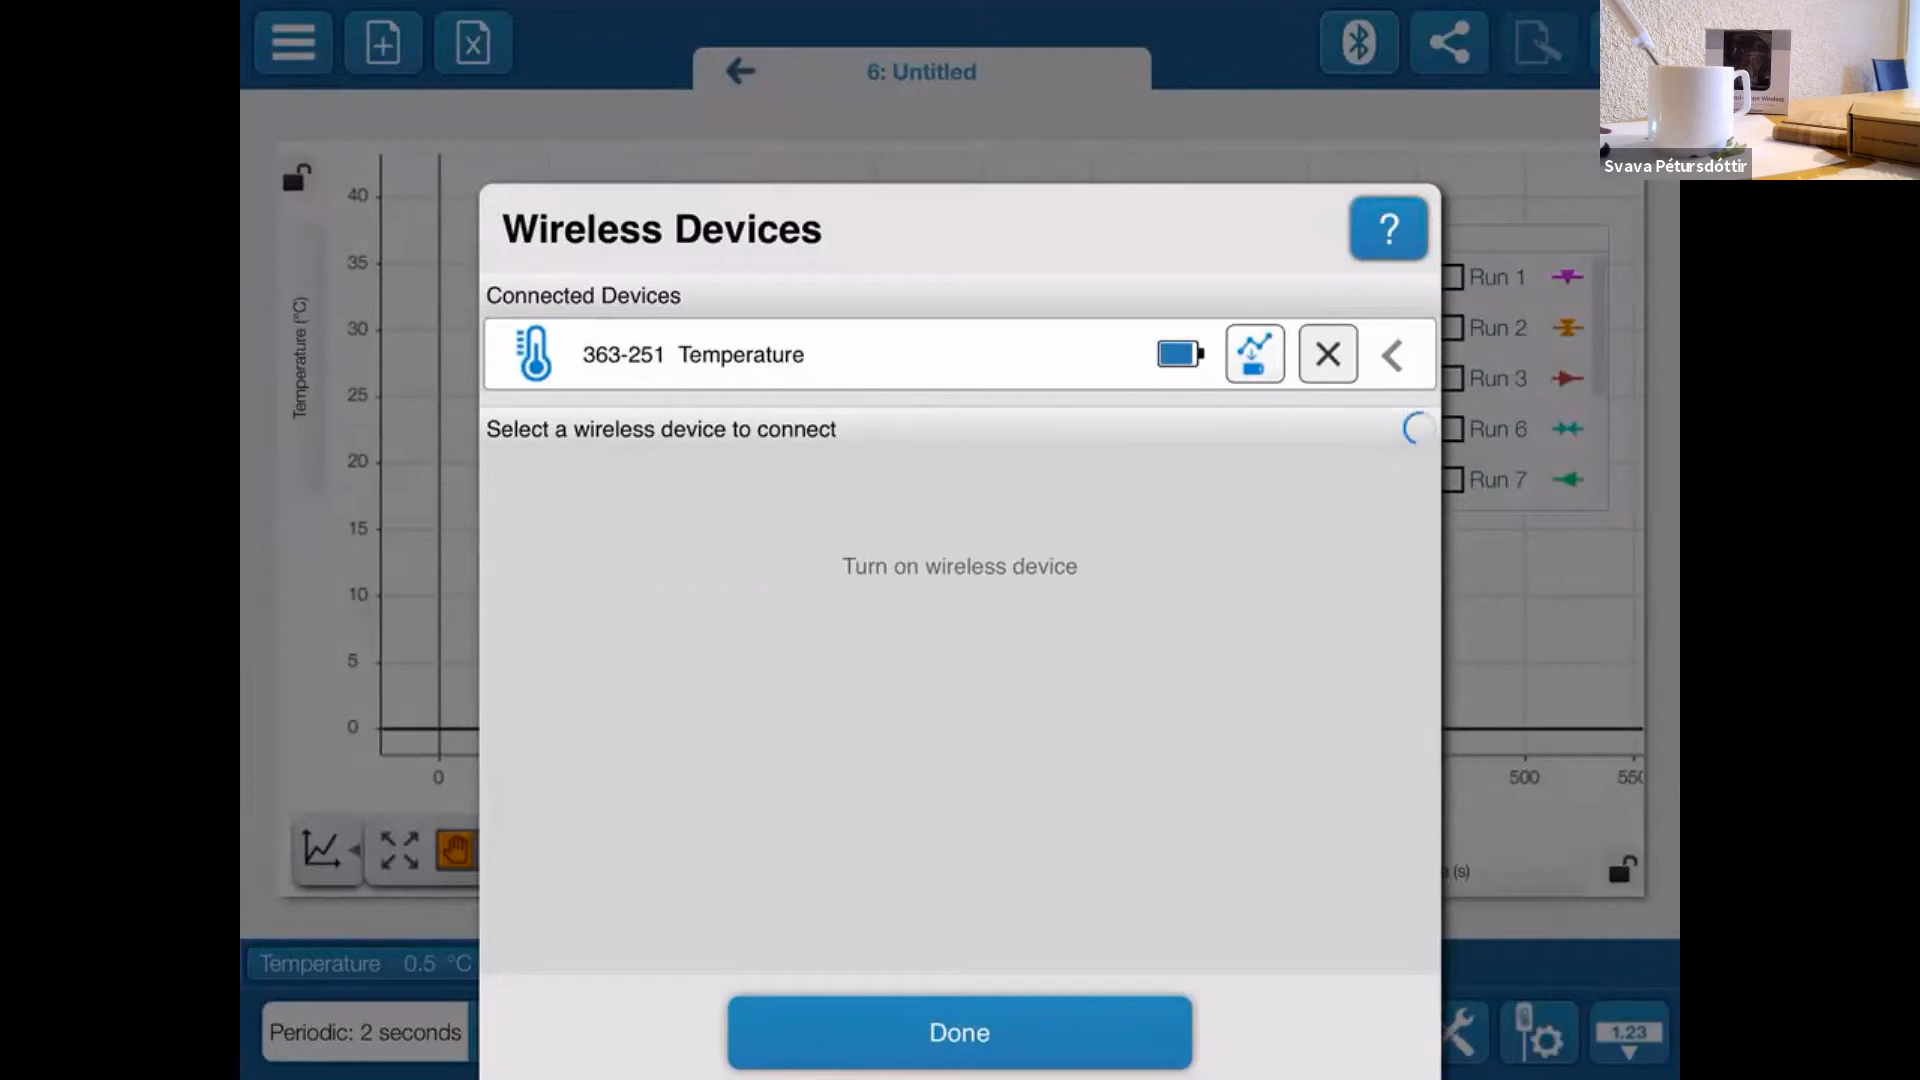 6: Untitled
Svava Pétursdóttir
Wireless Devices
?
Connected Devices
363-251 Temperature
Select a wireless device to connect
Turn on wireless device
Done
Temperature (°C)
40
35
30
25
20
15
10
5
0
0
500
550
(s)
Run 1
Run 2
Run 3
Run 6
Run 7
Temperature 0.5 °C
Periodic: 2 seconds
1.23